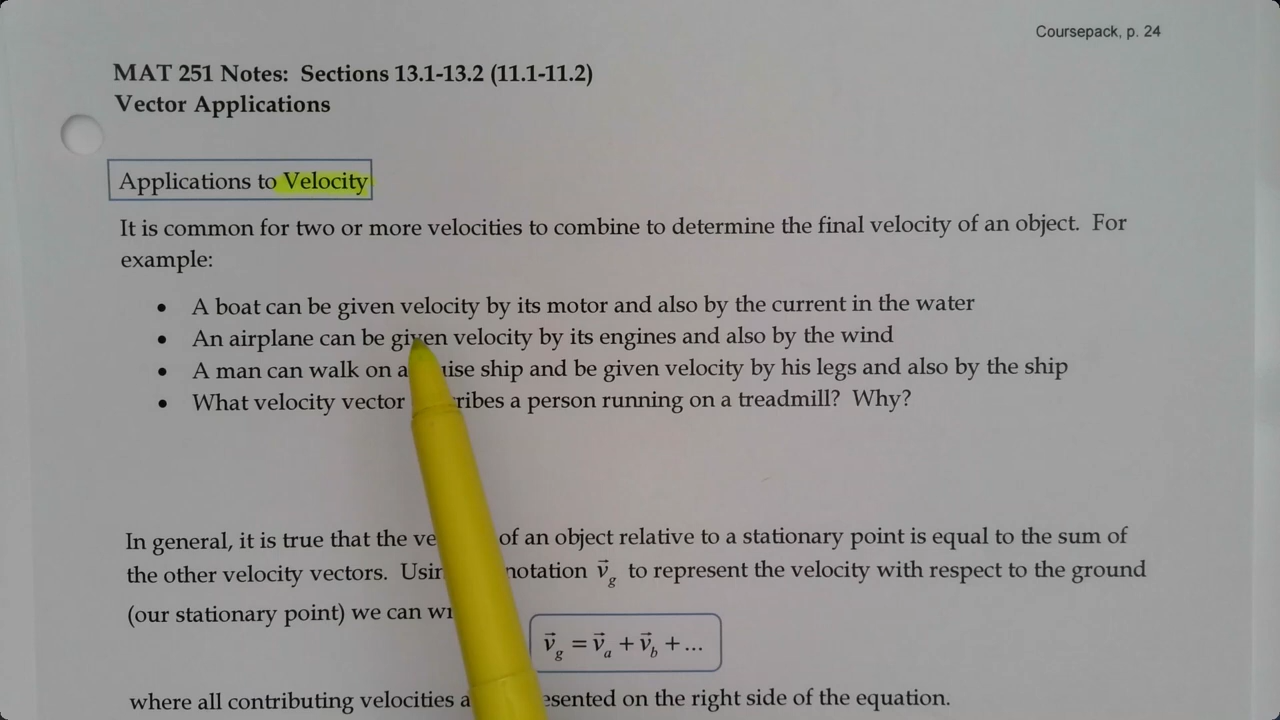 Coursepack, p. 24
MAT 251 Notes: Sections 13.1-13.2 (11.1-11.2)
Vector Applications
Applications to Velocity
It is common for two or more velocities to combine to determine the final velocity of an object. For
example:
• A boat can be given velocity by its motor and also by the current in the water
• An airplane can be given velocity by its engines and also by the wind
• A man can walk on a ship and be given velocity by his legs and also by the ship
• What velocity vector a person running on a treadmill? Why?
In general, it is true that the of an object relative to a stationary point is equal to the sum of
the other velocity vectors. notation v⃗g to represent the velocity with respect to the ground
(our stationary point) we can
v⃗g = v⃗a + v⃗b + ...
where all contributing velocities on the right side of the equation.